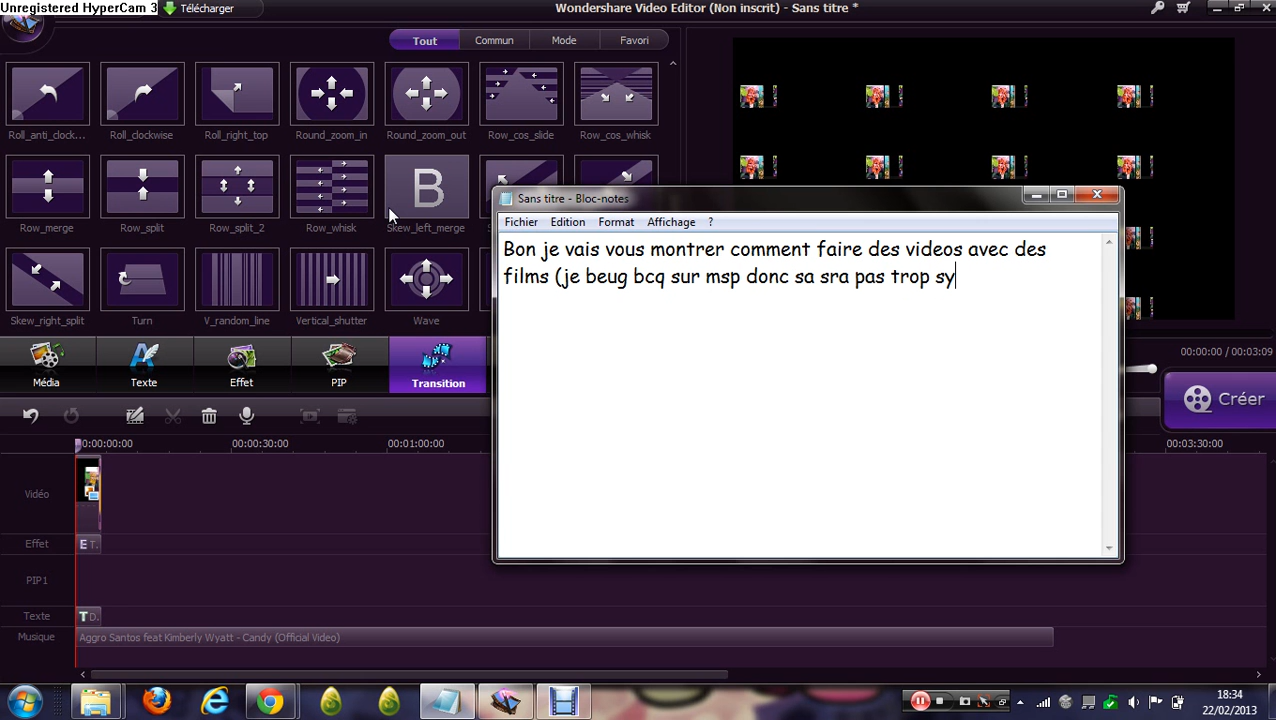 Unregistered HyperCam 3
Télécharger
Wondershare Video Editor (Non inscrit) - Sans titre *
Tout
Commun
Mode
Favori
Roll_anti_clock...
Roll_clockwise
Roll_right_top
Round_zoom_in
Round_zoom_out
Row_cos_slide
Row_cos_whisk
Row_merge
Row_split
Row_split_2
Row_whisk
B
Skew_left_merge
Sans titre - Bloc-notes
Fichier
Edition
Format
Affichage
?
Bon je vais vous montrer comment faire des videos avec des
films (je beug bcq sur msp donc sa sra pas trop sy
Skew_right_split
Turn
V_random_line
Vertical_shutter
Wave
00:00:00 / 00:03:09
Média
Texte
Effet
PIP
Transition
Créer
0:00:00:00
00:00:30:00
00:01:00:00
00:03:30:00
Vidéo
Effet
E T.
PIP1
Texte
T D.
Musique
Aggro Santos feat Kimberly Wyatt - Candy (Official Video)
18:34
22/02/2013